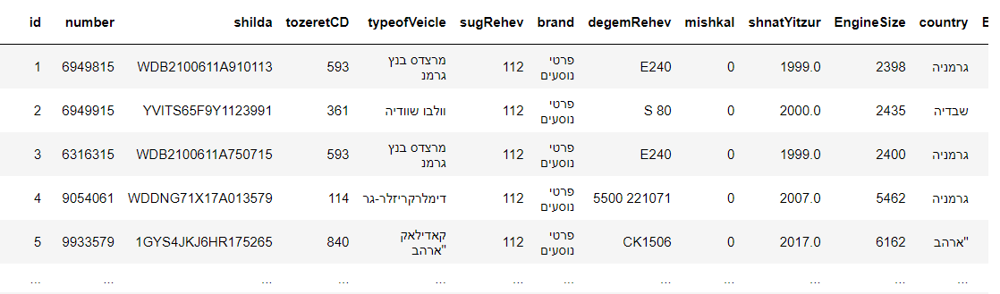 id number shilda tozeretCD typeofVeicle sugRehev brand degemRehev mishkal shnatYitzur EngineSize country E
1 6949815 WDB2100611A910113 593 מרצדס בנץ גרמנ 112 פרטי נוסעים E240 0 1999.0 2398 גרמניה
2 6949915 YVITS65F9Y1123991 361 וולבו שוודיה 112 פרטי נוסעים S 80 0 2000.0 2435 שבדיה
3 6316315 WDB2100611A750715 593 מרצדס בנץ גרמנ 112 פרטי נוסעים E240 0 1999.0 2400 גרמניה
4 9054061 WDDNG71X17A013579 114 דימלרקריזלר-גר 112 פרטי נוסעים 5500 221071 0 2007.0 5462 גרמניה
5 9933579 1GYS4JKJ6HR175265 840 קאדילאק ארהב" 112 פרטי נוסעים CK1506 0 2017.0 6162 ארהב"
... ... ... ... ... ... ... ... ... ... ... ...